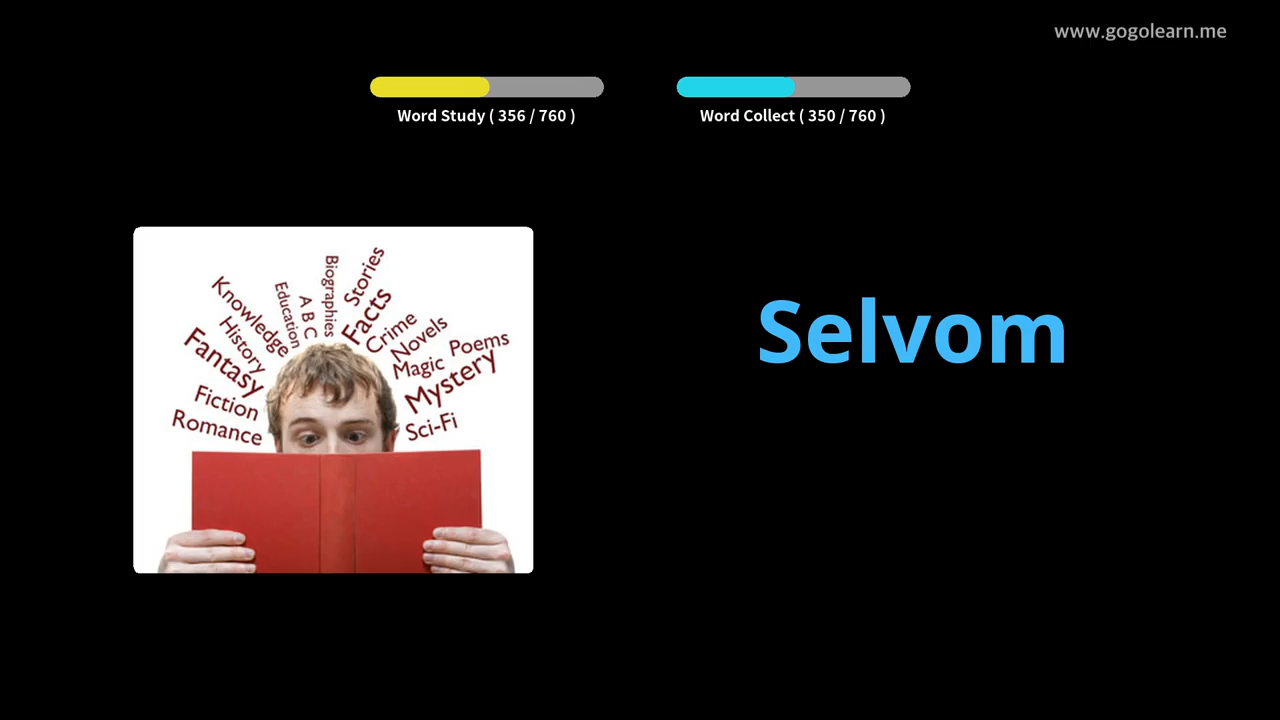 www.gogolearn.me
Word Study ( 356 / 760 )
Word Collect ( 350 / 760 )
Selvom
Romance
Fiction
Fantasy
History
Knowledge
Education
A B C
Biographies
Stories
Facts
Crime
Novels
Magic
Poems
Mystery
Sci-Fi